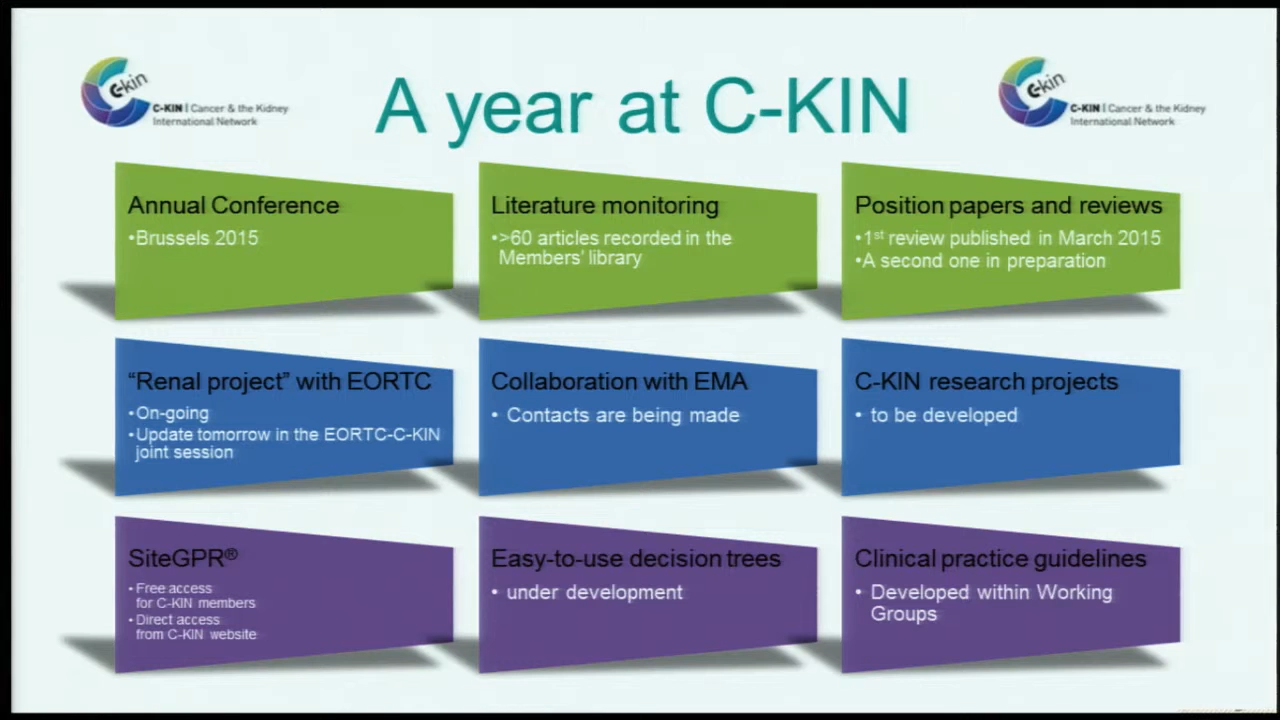 c-kin
C-KIN | Cancer & the Kidney
International Network
A year at C-KIN
c-kin
C-KIN | Cancer & the Kidney
International Network
Annual Conference
•Brussels 2015
Literature monitoring
•>60 articles recorded in the
Members' library
Position papers and reviews
•1st review published in March 2015
•A second one in preparation
“Renal project” with EORTC
•On-going
•Update tomorrow in the EORTC-C-KIN
joint session
Collaboration with EMA
• Contacts are being made
C-KIN research projects
• to be developed
SiteGPR®
• Free access
for C-KIN members
• Direct access
from C-KIN website
Easy-to-use decision trees
• under development
Clinical practice guidelines
• Developed within Working
Groups